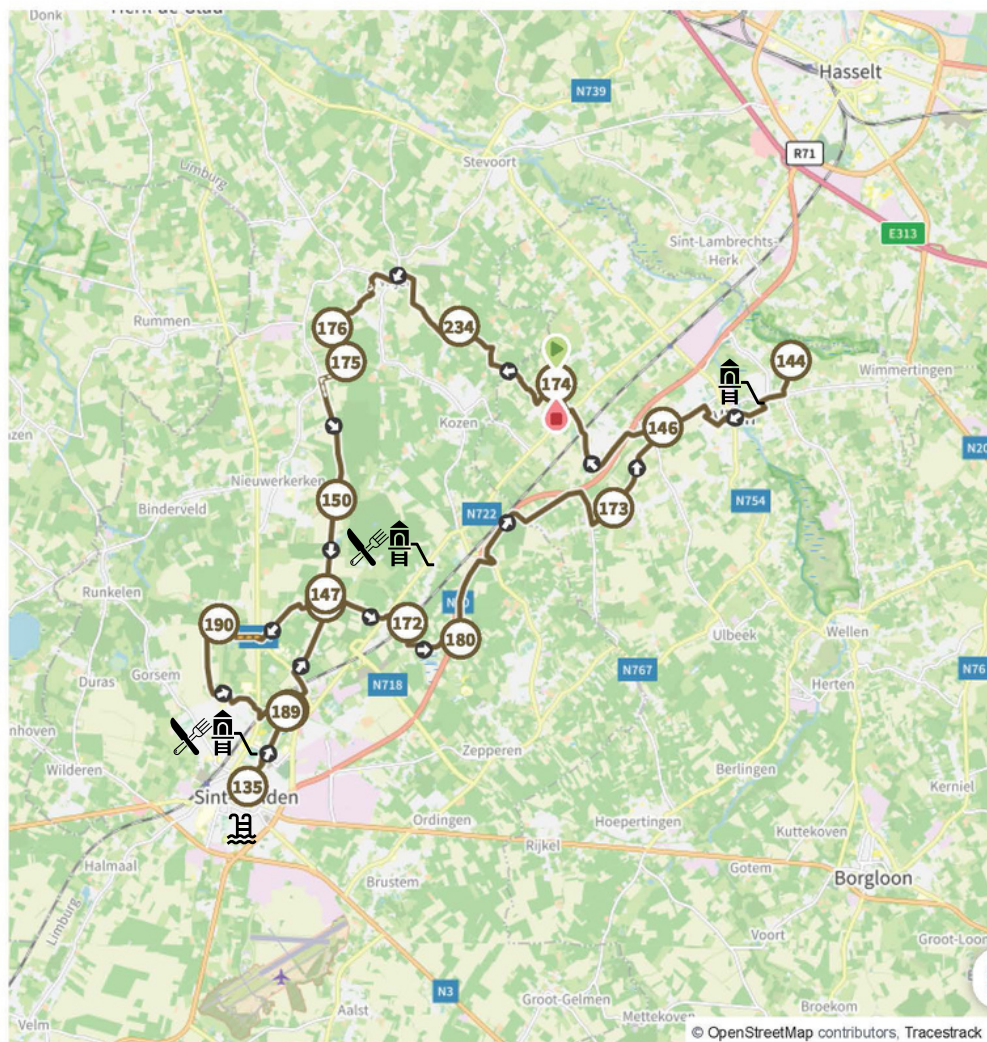 Donk
Hasselt
N739
R71
Stevoort
Limburg
E313
Sint-Lambrechts-
Herk
176
234
Rummen
175
174
144
Wimmertingen
Kozen
146
N20
Nieuwerkerken
150
N754
Binderveld
N722
173
Runkelen
147
190
172
180
Ulbeek
Wellen
Gorsem
N767
N76
Duras
N718
Herten
189
Zepperen
Wilderen
135
Berlingen
Kerniel
Ordingen
Hoepertingen
Kuttekoven
Rijkel
Halmaal
Gotem
Brustem
Borgloon
Limburg
Voort
Groot-Loon
N3
Groot-Gelmen
Aalst
Mettekoven
Broekom
Velm
© OpenStreetMap contributors, Tracestrack